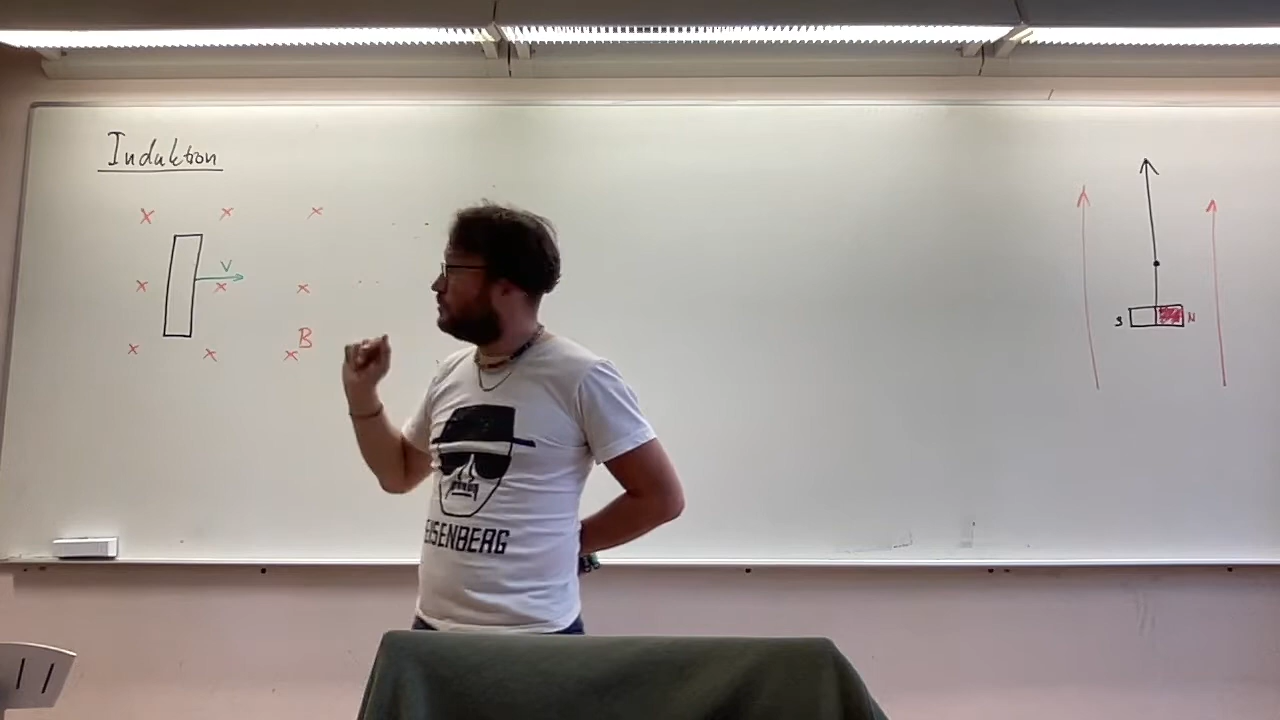 Induktion
x x x
V
x x x
B
x x x
S N
EISENBERG